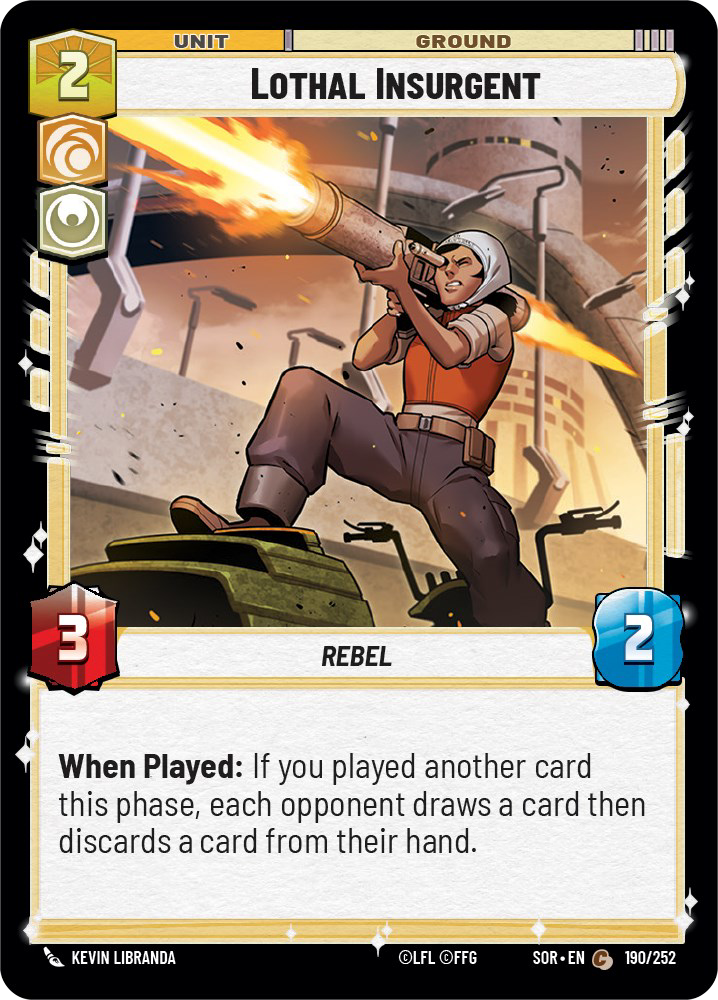 UNIT
GROUND
2
LOTHAL INSURGENT
3
REBEL
2
When Played: If you played another card
this phase, each opponent draws a card then
discards a card from their hand.
KEVIN LIBRANDA
©LFL ©FFG
SOR • EN C 190/252